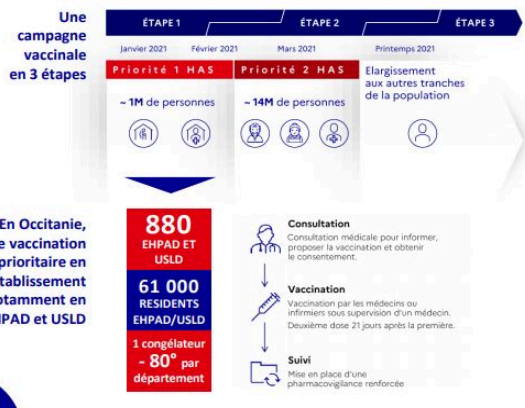 Une
campagne
vaccinale
en 3 étapes
ÉTAPE 1
ÉTAPE 2
ÉTAPE 3
Janvier 2021
Février 2021
Mars 2021
Printemps 2021
Priorité 1 HAS
Priorité 2 HAS
Elargissement
aux autres tranches
de la population
~ 1M de personnes
~ 14M de personnes
En Occitanie,
e vaccination
prioritaire en
tablissement
otamment en
HPAD et USLD
880
EHPAD ET
USLD
61 000
RESIDENTS
EHPAD/USLD
1 congélateur
- 80° par
département
Consultation
Consultation médicale pour informer,
proposer la vaccination et obtenir
le consentement.
Vaccination
Vaccination par les médecins ou
infirmiers sous supervision d'un médecin.
Deuxième dose 21 jours après la première.
Suivi
Mise en place d'une
pharmacovigilance renforcée